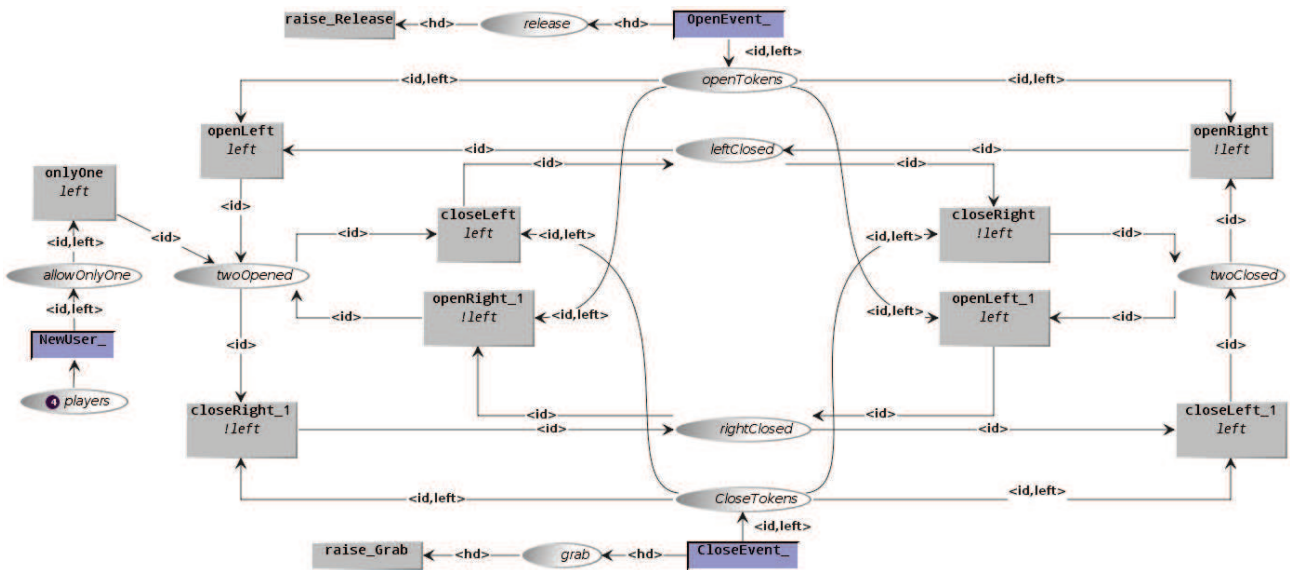 raise_Release
<hd>
release
<hd>
OpenEvent_
<id,left>
<id,left>
openTokens
<id,left>
openLeft
left
<id>
leftClosed
<id>
openRight
!left
<id>
<id>
onlyOne
left
<id>
<id>
closeLeft
left
<id,left>
<id,left>
closeRight
!left
<id>
<id>
<id,left>
<id>
allowOnlyOne
twoOpened
twoClosed
<id,left>
openRight_1
!left
<id>
<id,left>
<id,left>
openLeft_1
left
<id>
NewUser_
<id>
<id>
4 players
closeRight_1
!left
<id>
<id>
closeLeft_1
left
<id>
rightClosed
<id>
<id,left>
CloseTokens
<id,left>
<id,left>
raise_Grab
<hd>
grab
<hd>
CloseEvent_